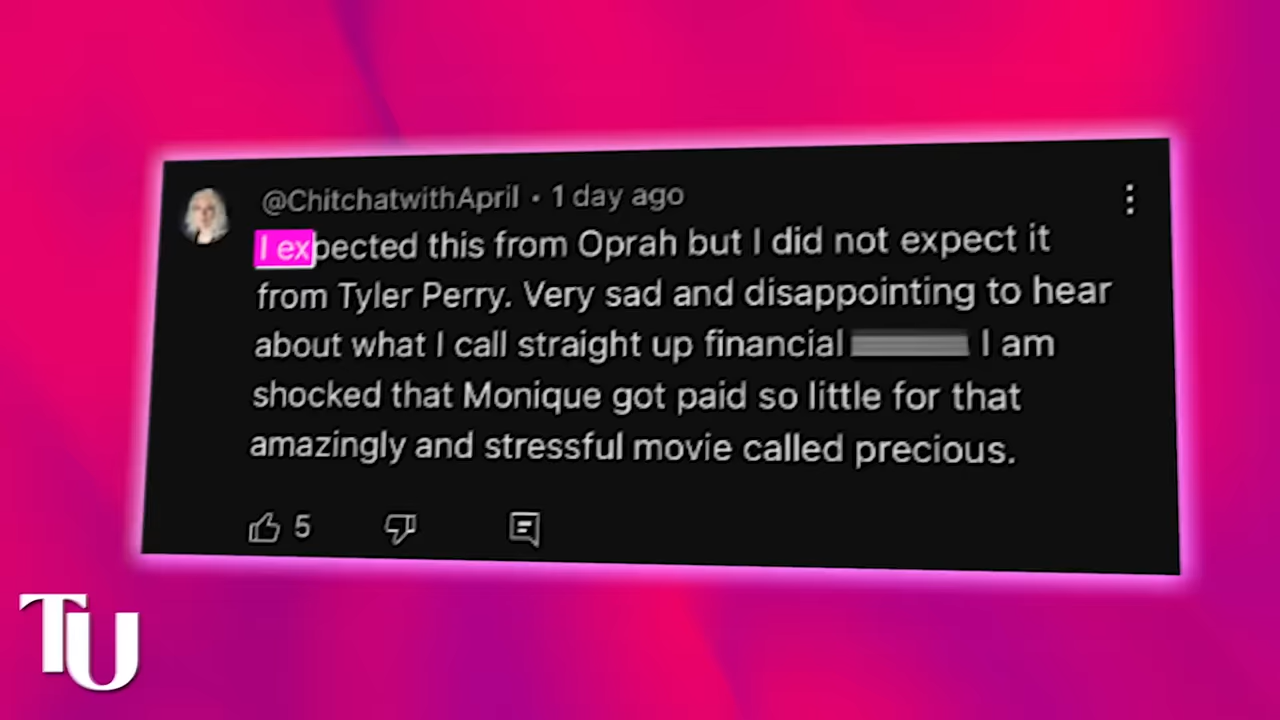 @ChitchatwithApril • 1 day ago
I expected this from Oprah but I did not expect it
from Tyler Perry. Very sad and disappointing to hear
about what I call straight up financial I am
shocked that Monique got paid so little for that
amazingly and stressful movie called precious.
5
TU